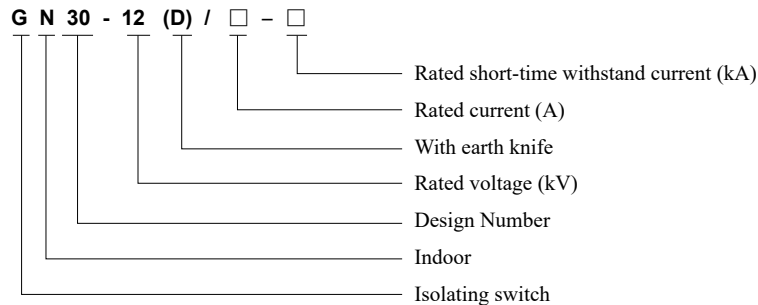 G N 30 - 12 (D) / □ – □
Rated short-time withstand current (kA)
Rated current (A)
With earth knife
Rated voltage (kV)
Design Number
Indoor
Isolating switch